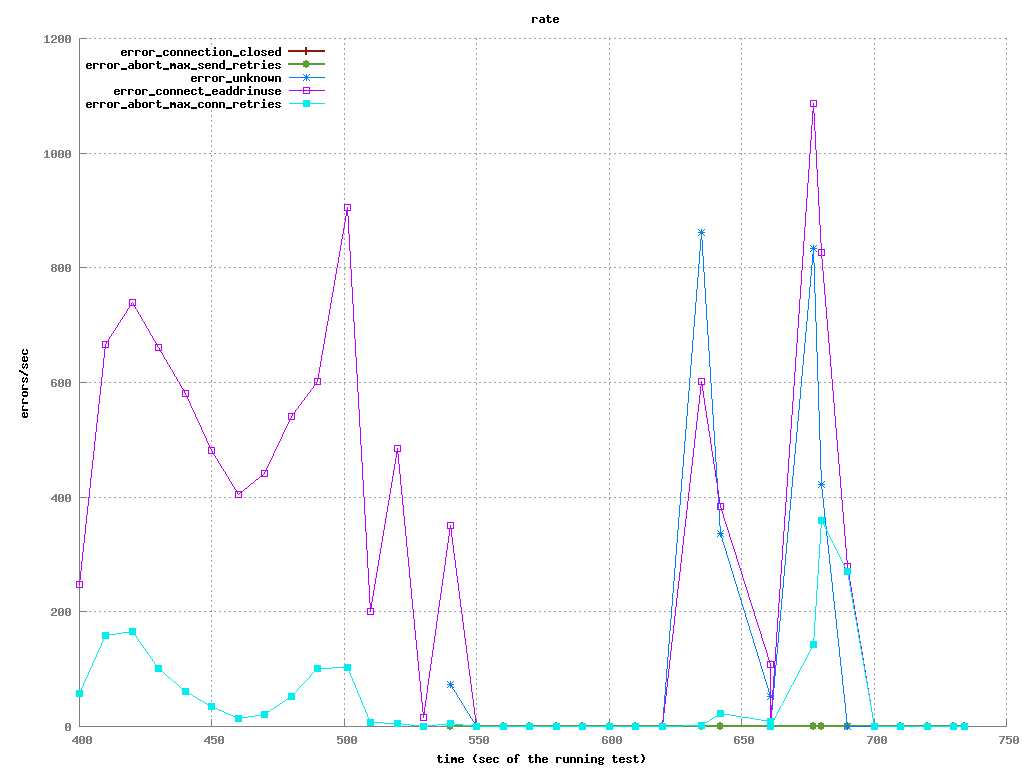 rate
1200
1000
800
600
400
200
0
errors/sec
error_connection_closed
error_abort_max_send_retries
error_unknown
error_connect_eaddrinuse
error_abort_max_conn_retries
400 450 500 550 600 650 700 750
time (sec of the running test)